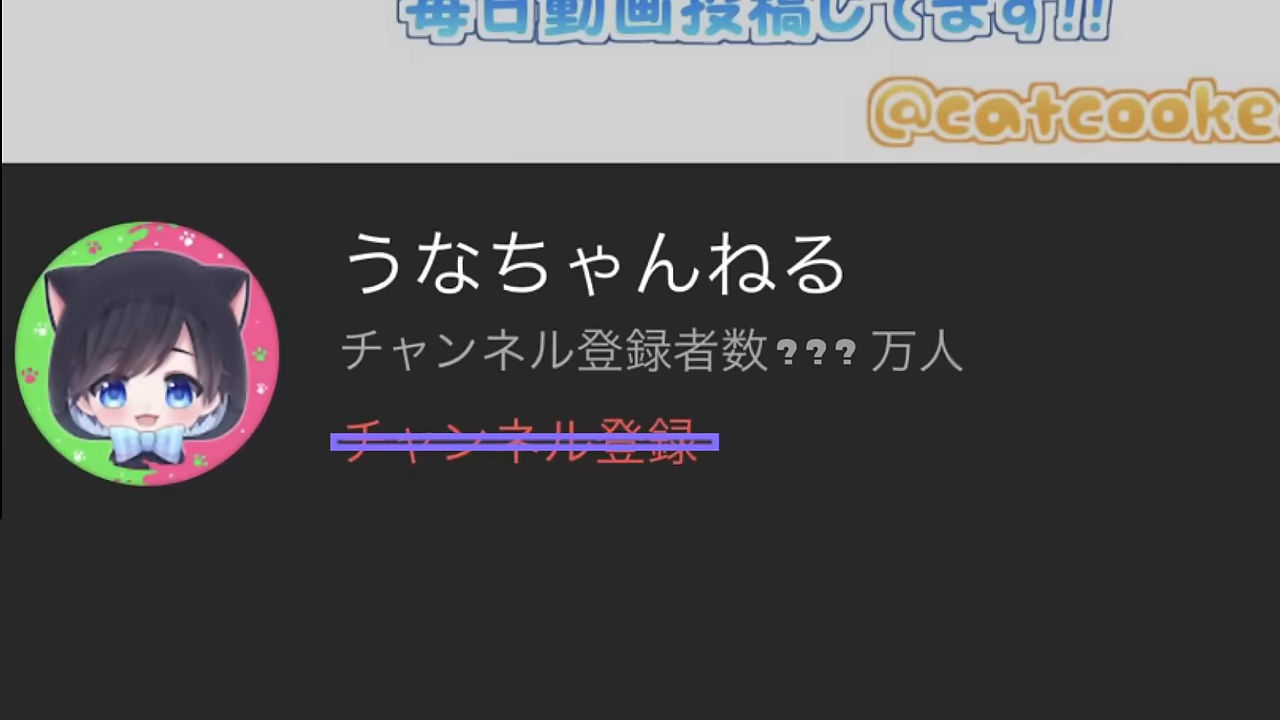 毎日動画投稿してます!!
@catcooke
うなちゃんねる
チャンネル登録者数??? 万人
チャンネル登録